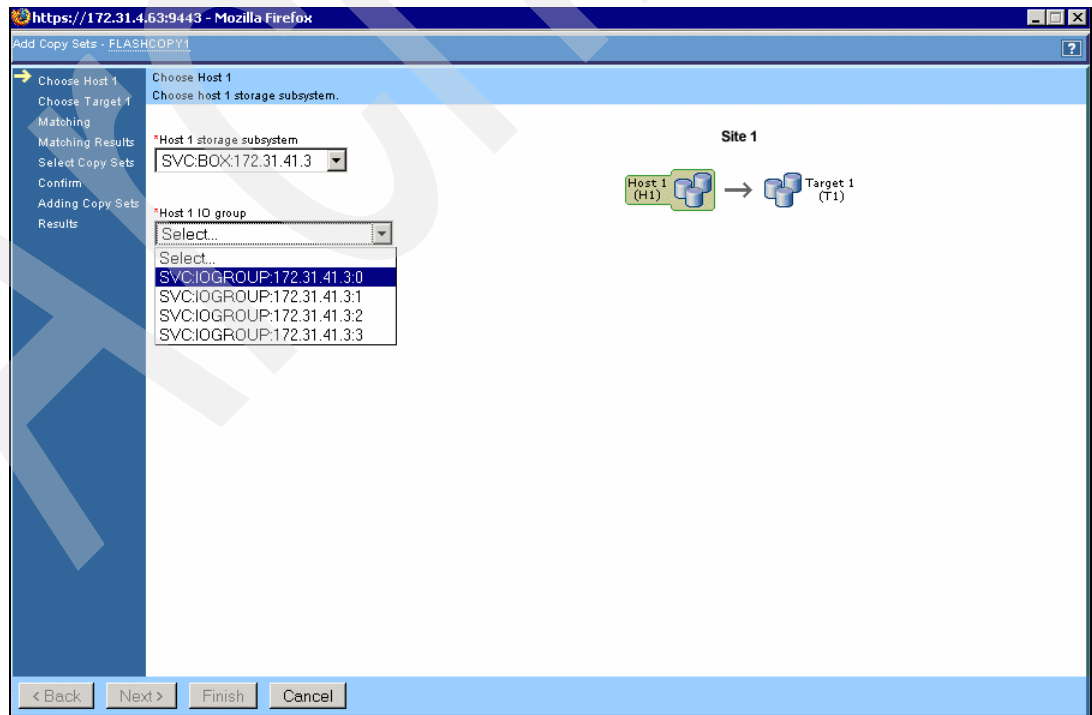 https://172.31.4.63:9443 - Mozilla Firefox
Add Copy Sets - FLASHCOPY1
?
Choose Host 1
Choose Target 1
Matching
Matching Results
Select Copy Sets
Confirm
Adding Copy Sets
Results
Choose Host 1
Choose host 1 storage subsystem.
*Host 1 storage subsystem
SVC:BOX:172.31.41.3
*Host 1 IO group
Select...
Select...
SVC:IOGROUP:172.31.41.3:0
SVC:IOGROUP:172.31.41.3:1
SVC:IOGROUP:172.31.41.3:2
SVC:IOGROUP:172.31.41.3:3
Site 1
Host 1
(H1)
Target 1
(T1)
< Back
Next >
Finish
Cancel